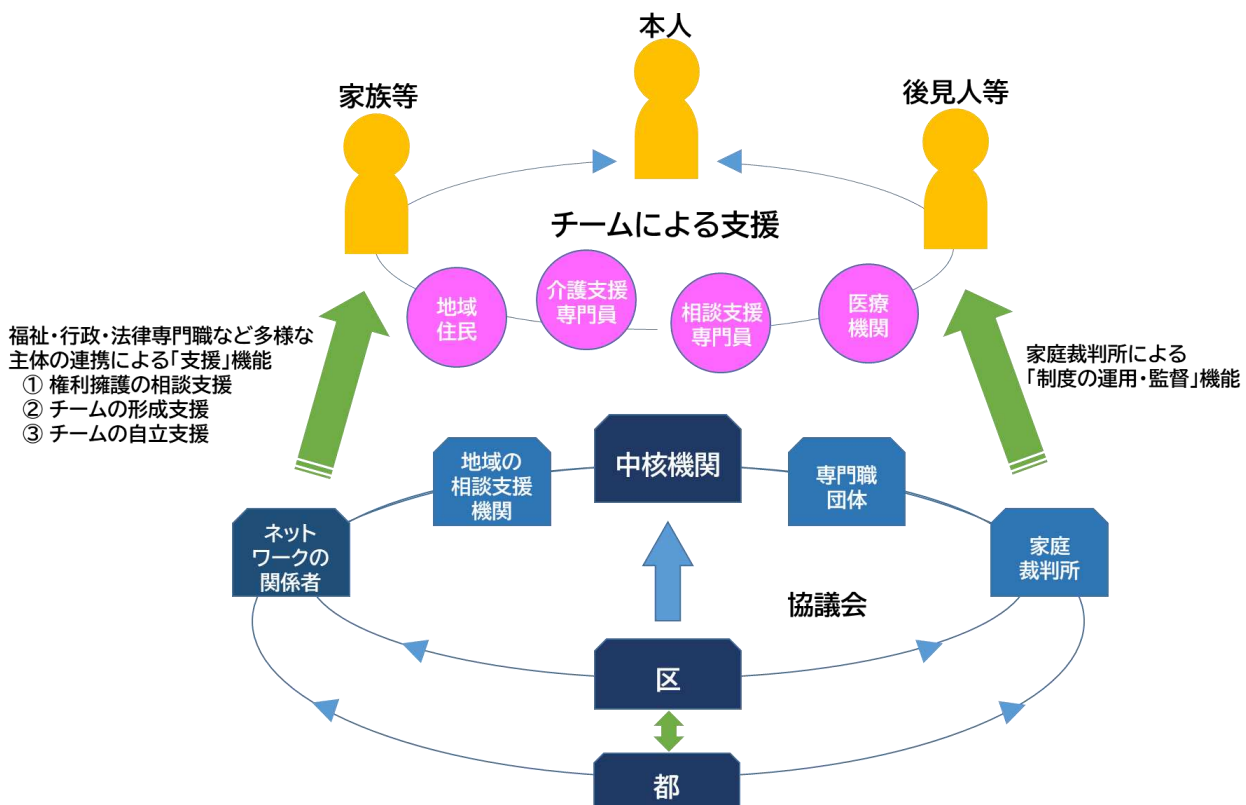 本人
家族等
後見人等
チームによる支援
地域
住民
介護支援
専門員
相談支援
専門員
医療
機関
福祉・行政・法律専門職など多様な
主体の連携による「支援」機能
① 権利擁護の相談支援
② チームの形成支援
③ チームの自立支援
家庭裁判所による
「制度の運用・監督」機能
地域の
相談支援
機関
中核機関
専門職
団体
ネット
ワークの
関係者
家庭
裁判所
協議会
区
都